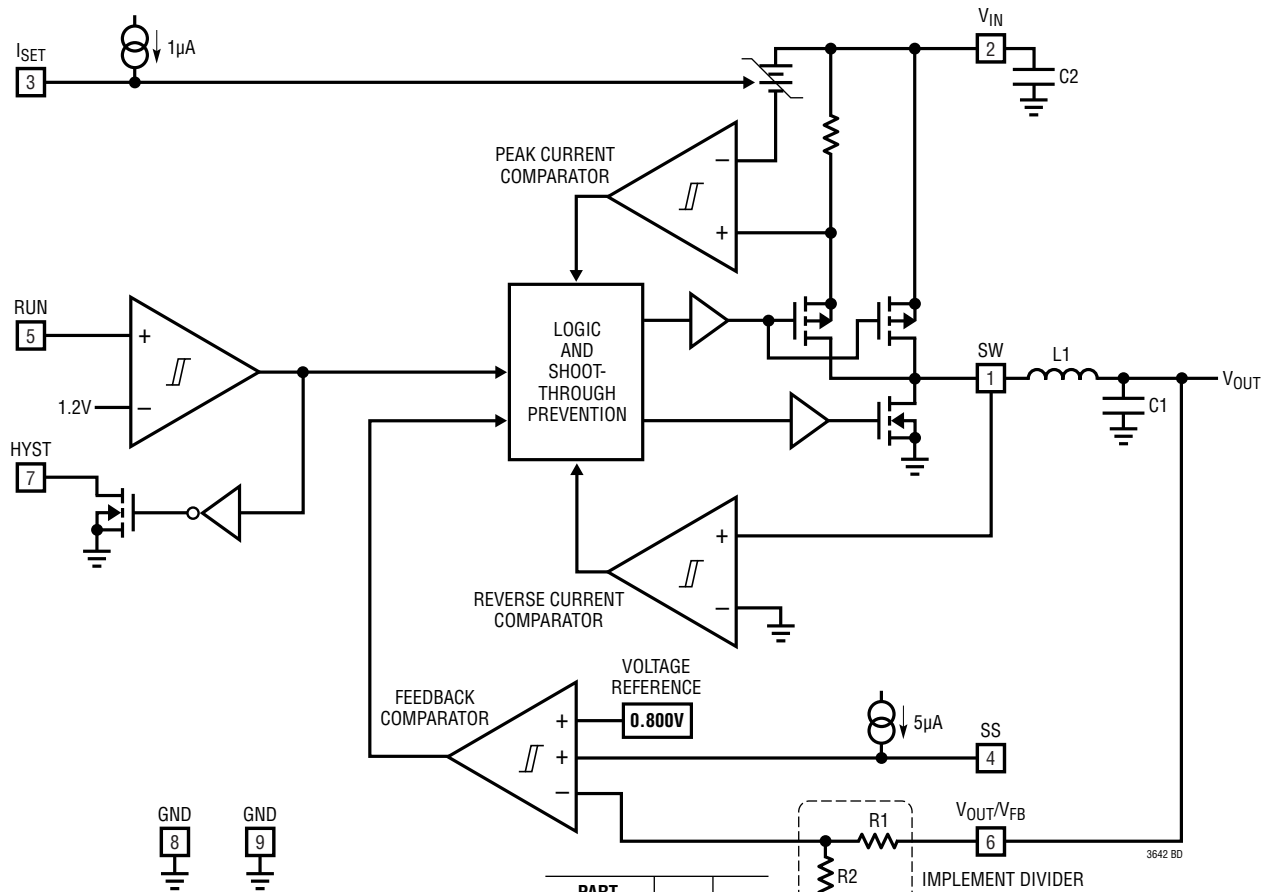 V_IN
2
C2
I_SET
3
1µA
PEAK CURRENT
COMPARATOR
−
+
RUN
5
+
−
1.2V
HYST
7
LOGIC
AND
SHOOT-
THROUGH
PREVENTION
SW
1
L1
V_OUT
C1
+
−
REVERSE CURRENT
COMPARATOR
VOLTAGE
REFERENCE
0.800V
FEEDBACK
COMPARATOR
+
+
−
5µA
SS
4
GND
8
GND
9
R1
V_OUT/V_FB
6
3642 BD
R2
IMPLEMENT DIVIDER
PART